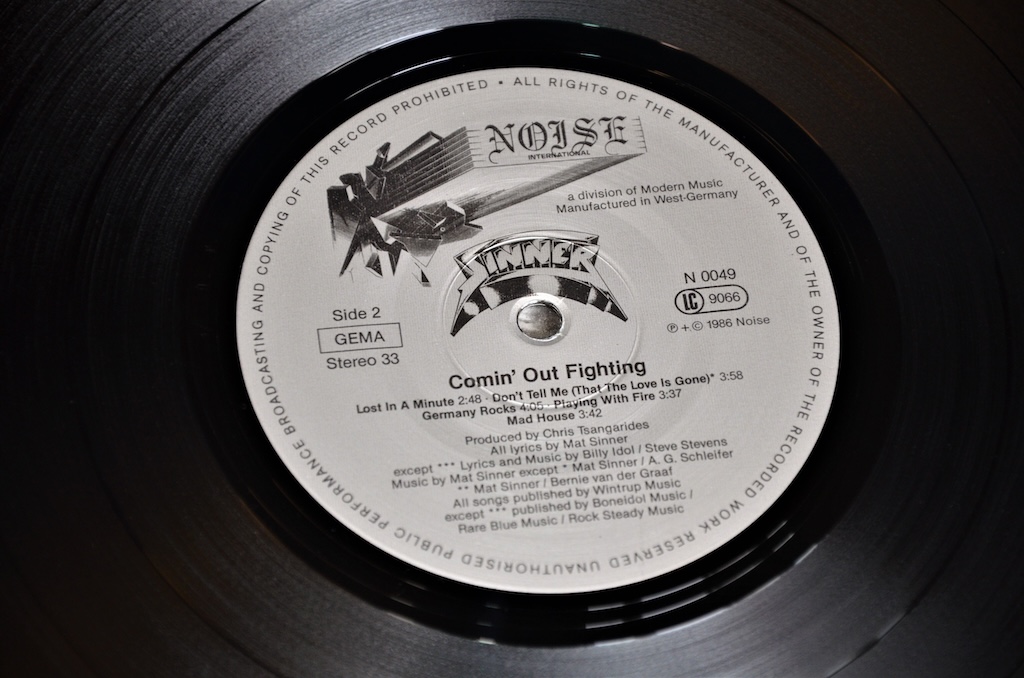 UNAUTHORISED PUBLIC PERFORMANCE BROADCASTING AND COPYING OF THIS RECORD PROHIBITED • ALL RIGHTS OF THE MANUFACTURER AND OF THE OWNER OF THE RECORDED WORK RESERVED
NOISE
INTERNATIONAL
a division of Modern Music
Manufactured in West-Germany
SINNER
Side 2
GEMA
Stereo 33
N 0049
LC 9066
℗ + © 1986 Noise
Comin' Out Fighting
Lost In A Minute 2:48 · Don't Tell Me (That The Love Is Gone)* 3:58
Germany Rocks 4:05 · Playing With Fire 3:37
Mad House 3:42
Produced by Chris Tsangarides
All lyrics by Mat Sinner
except *** Lyrics and Music by Billy Idol / Steve Stevens
Music by Mat Sinner except * Mat Sinner / A. G. Schleifer
** Mat Sinner / Bernie van der Graaf
All songs published by Wintrup Music
except *** published by Boneidol Music /
Rare Blue Music / Rock Steady Music